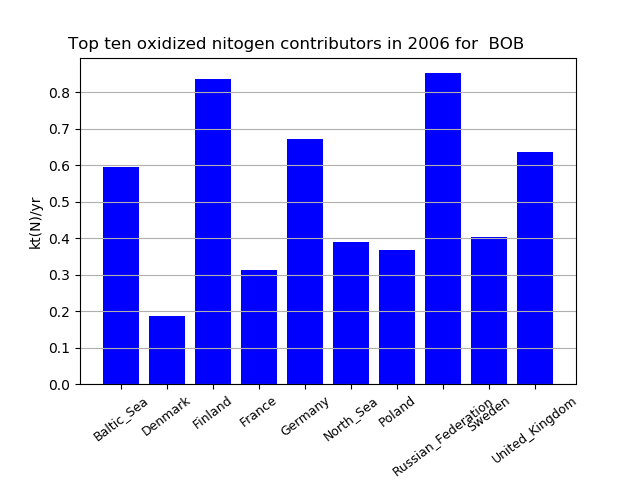 Top ten oxidized nitogen contributors in 2006 for  BOB
kt(N)/yr
0.8
0.7
0.6
0.5
0.4
0.3
0.2
0.1
0.0
Baltic_Sea
Denmark
Finland
France
Germany
North_Sea
Poland
Russian_Federation
Sweden
United_Kingdom